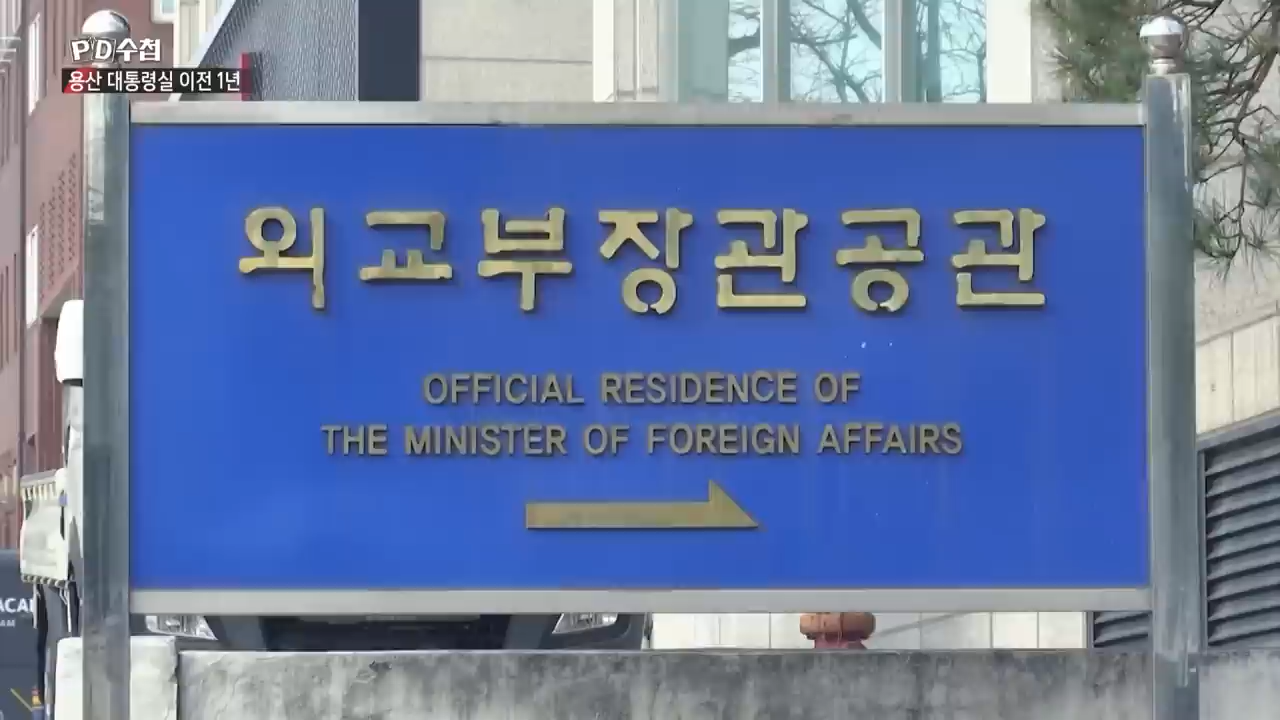 PD수첩
용산 대통령실 이전 1년
외교부장관공관
OFFICIAL RESIDENCE OF
THE MINISTER OF FOREIGN AFFAIRS